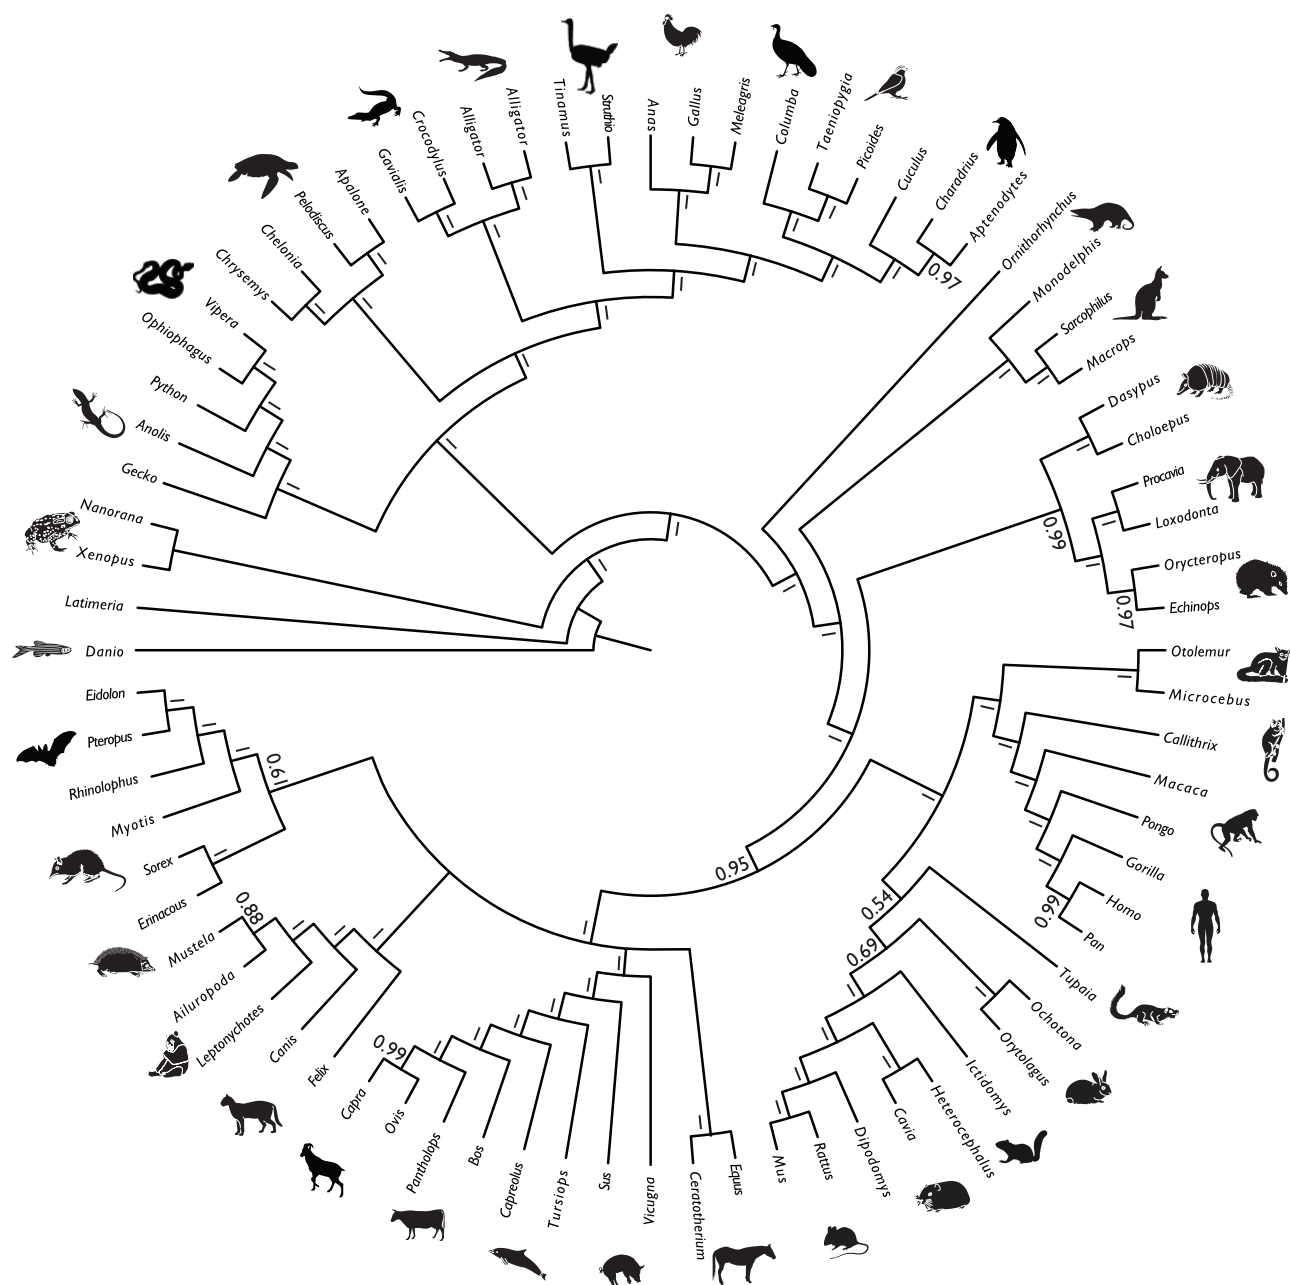 Tinamus
Struthio
Anas
Gallus
Meleagris
Columba
Taeniopygia
Picoides
Cuculus
Charadrius
Aptenodytes
0.97
Ornithorhynchus
Monodelphis
Sarcophilus
Macrops
Dasypus
Choloepus
Procavia
Loxodonta
0.99
Orycteropus
Echinops
0.97
Otolemur
Microcebus
Callithrix
Macaca
Pongo
Gorilla
Homo
Pan
0.99
Tupaia
0.54
0.69
Ochotona
Orytolagus
Ictidomys
Heterocephalus
Cavia
Dipodomys
Rattus
Mus
0.95
Equus
Ceratotherium
Vicugna
Sus
Tursiops
Capreolus
Bos
Pantholops
Ovis
Capra
0.99
Felix
Canis
Leptonychotes
Ailuropoda
Mustela
0.88
Erinacous
Sorex
Myotis
Rhinolophus
Pteropus
Eidolon
0.61
Danio
Latimeria
Xenopus
Nanorana
Gecko
Anolis
Python
Ophiophagus
Vipera
Chrysemys
Chelonia
Pelodiscus
Apalone
Gavialis
Crocodylus
Alligator
Alligator